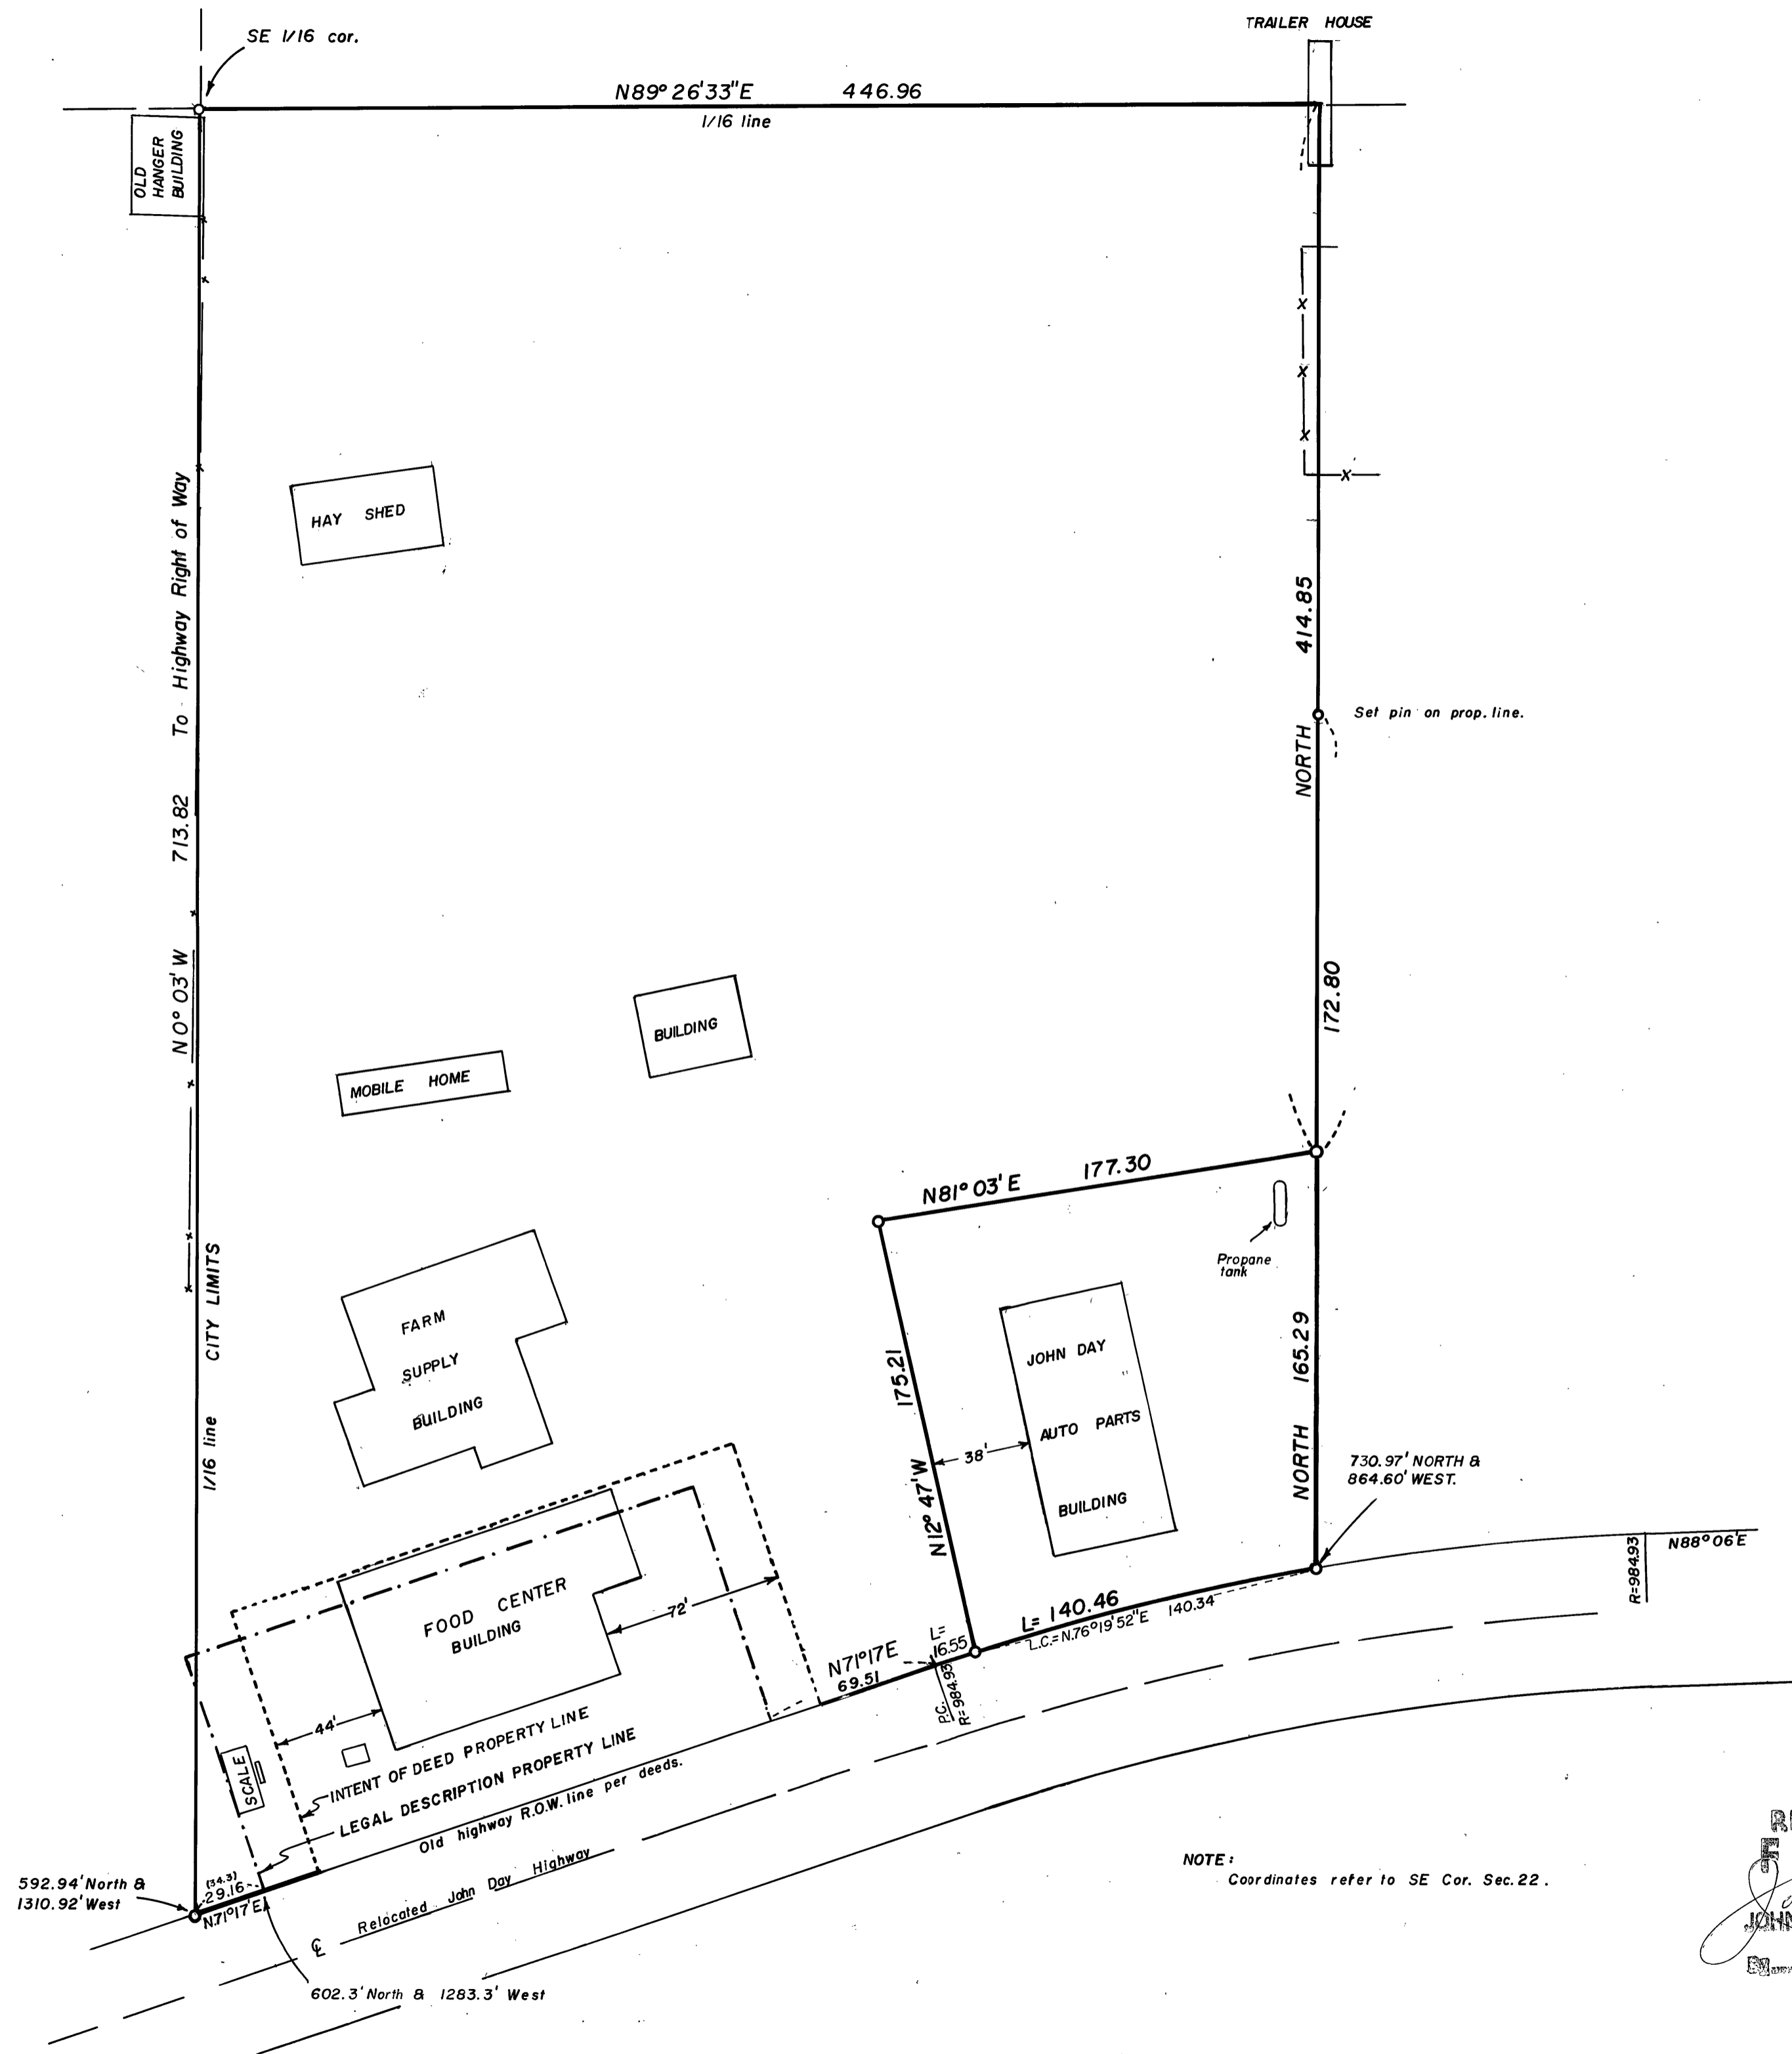 TRAILER HOUSE
SE 1/16 cor.
N89° 26'33"E 446.96
1/16 line
OLD
HANGER
BUILDING
HAY SHED
N 0° 03' W 713.82 To Highway Right of Way
414.85
Set pin on prop. line.
NORTH
172.80
BUILDING
MOBILE HOME
N81° 03' E 177.30
Propane
tank
1/16 line CITY LIMITS
FARM
SUPPLY
BUILDING
JOHN DAY
AUTO PARTS
BUILDING
175.21
N12° 47' W
38'
NORTH 165.29
730.97' NORTH &
864.60' WEST.
N88° 06'E
R=984.93
L= 140.46
L.C.= N.76° 19' 52"E 140.34
L=
16.55
P.C.
R=984.93
N71°17'E
69.51
FOOD CENTER
BUILDING
72'
44'
SCALE
INTENT OF DEED PROPERTY LINE
LEGAL DESCRIPTION PROPERTY LINE
Old highway R.O.W. line per deeds.
Relocated John Day Highway
℄
(34.3)
29.16
N.71°17'E
592.94' North &
1310.92' West
602.3' North & 1283.3' West
NOTE:
Coordinates refer to SE Cor. Sec. 22.
JOHN